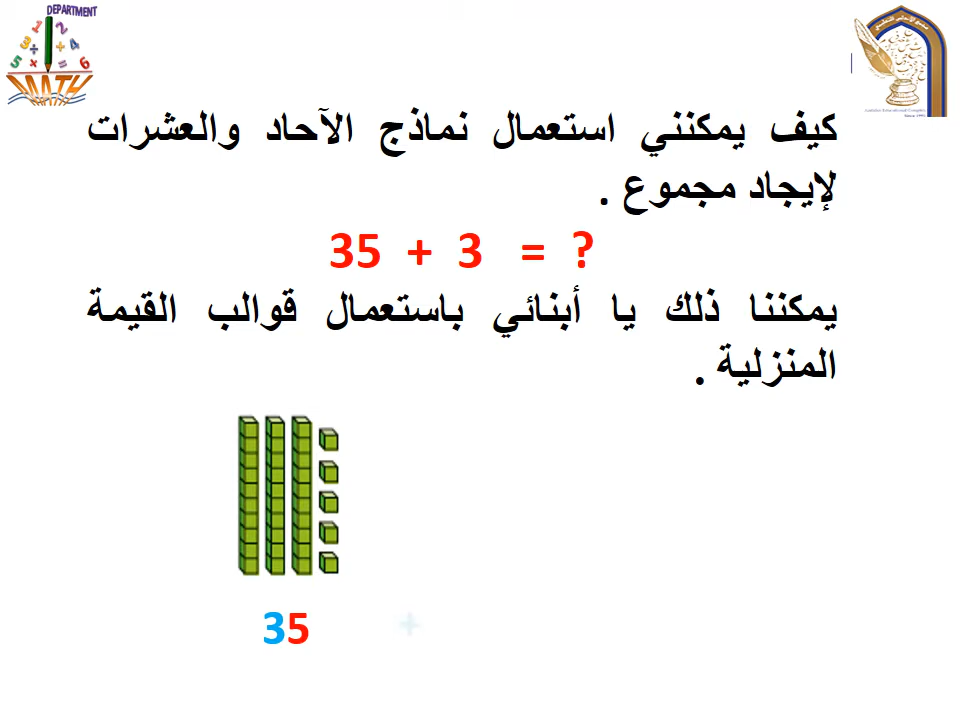 DEPARTMENT
MATH
كيف يمكنني استعمال نماذج الآحاد والعشرات
لإيجاد مجموع .
35 + 3 = ?
يمكننا ذلك يا أبنائي باستعمال قوالب القيمة
المنزلية .
35 +